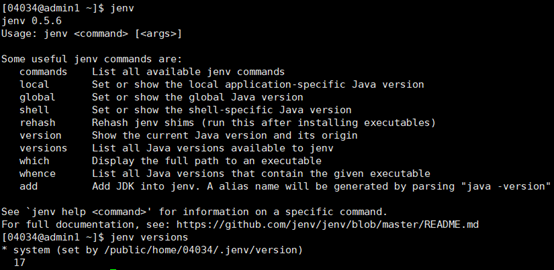 [04034@admin1 ~]$ jenv
jenv 0.5.6
Usage: jenv <command> [<args>]
Some useful jenv commands are:
commands    List all available jenv commands
local       Set or show the local application-specific Java version
global      Set or show the global Java version
shell       Set or show the shell-specific Java version
rehash      Rehash jenv shims (run this after installing executables)
version     Show the current Java version and its origin
versions    List all Java versions available to jenv
which       Display the full path to an executable
whence      List all Java versions that contain the given executable
add         Add JDK into jenv. A alias name will be generated by parsing "java -version"
See `jenv help <command>' for information on a specific command.
For full documentation, see: https://github.com/jenv/jenv/blob/master/README.md
[04034@admin1 ~]$ jenv versions
* system (set by /public/home/04034/.jenv/version)
17